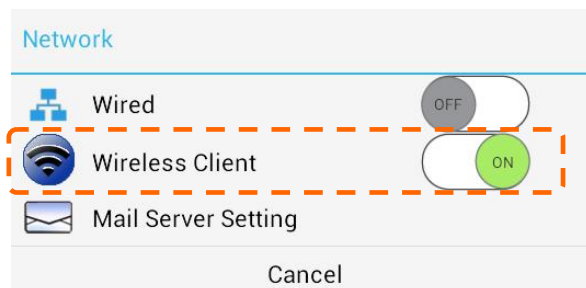 Network
Wired OFF
Wireless Client ON
Mail Server Setting
Cancel